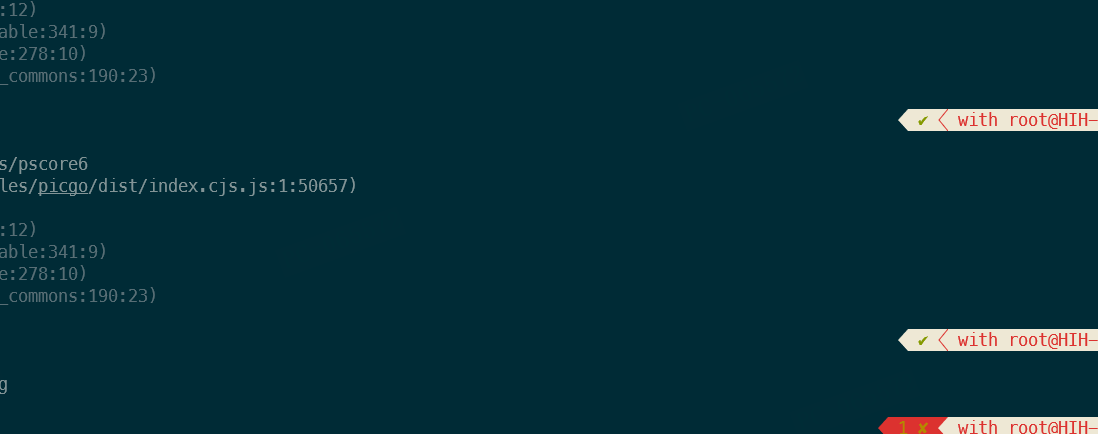 :12)
able:341:9)
e:278:10)
_commons:190:23)
✔ with root@HIH-
s/pscore6
les/picgo/dist/index.cjs.js:1:50657)
:12)
able:341:9)
e:278:10)
_commons:190:23)
✔ with root@HIH-
g
1 ✘ with root@HIH-